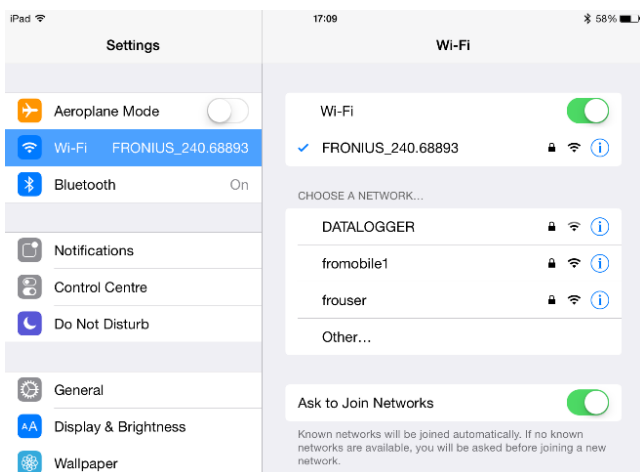 iPad 17:09 58%
Settings
Wi-Fi
Aeroplane Mode
Wi-Fi FRONIUS_240.68893
Bluetooth On
Notifications
Control Centre
Do Not Disturb
General
AA Display & Brightness
Wallpaper
Wi-Fi
FRONIUS_240.68893
CHOOSE A NETWORK...
DATALOGGER
fromobile1
frouser
Other...
Ask to Join Networks
Known networks will be joined automatically. If no known
networks are available, you will be asked before joining a new
network.